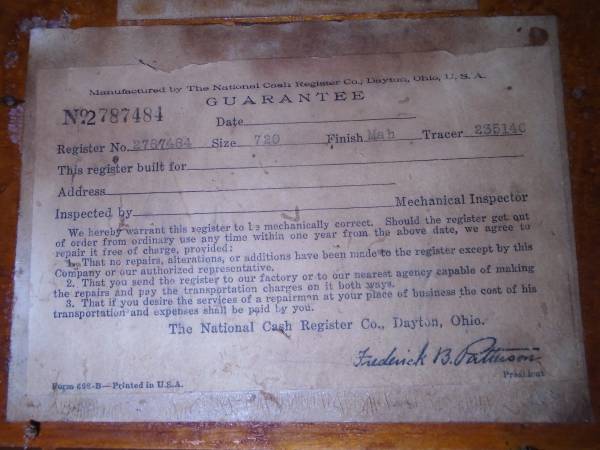 Manufactured by The National Cash Register Co., Dayton, Ohio, U. S. A.
GUARANTEE
No. 2787484
Date
Register No. 2787484 Size 720 Finish Mah Tracer 23514C
This register built for
Address
Inspected by Mechanical Inspector
We hereby warrant this register to be mechanically correct. Should the register get out
of order from ordinary use any time within one year from the above date, we agree to
repair it free of charge, provided:
1. That no repairs, alterations, or additions have been made to the register except by this
Company or our authorized representative.
2. That you send the register to our factory or to our nearest agency capable of making
the repairs and pay the transportation charges on it both ways.
3. That if you desire the services of a repairman at your place of business the cost of his
transportation and expenses shall be paid by you.
The National Cash Register Co., Dayton, Ohio.
Frederick B. Patterson
President
Form 698-B—Printed in U.S.A.